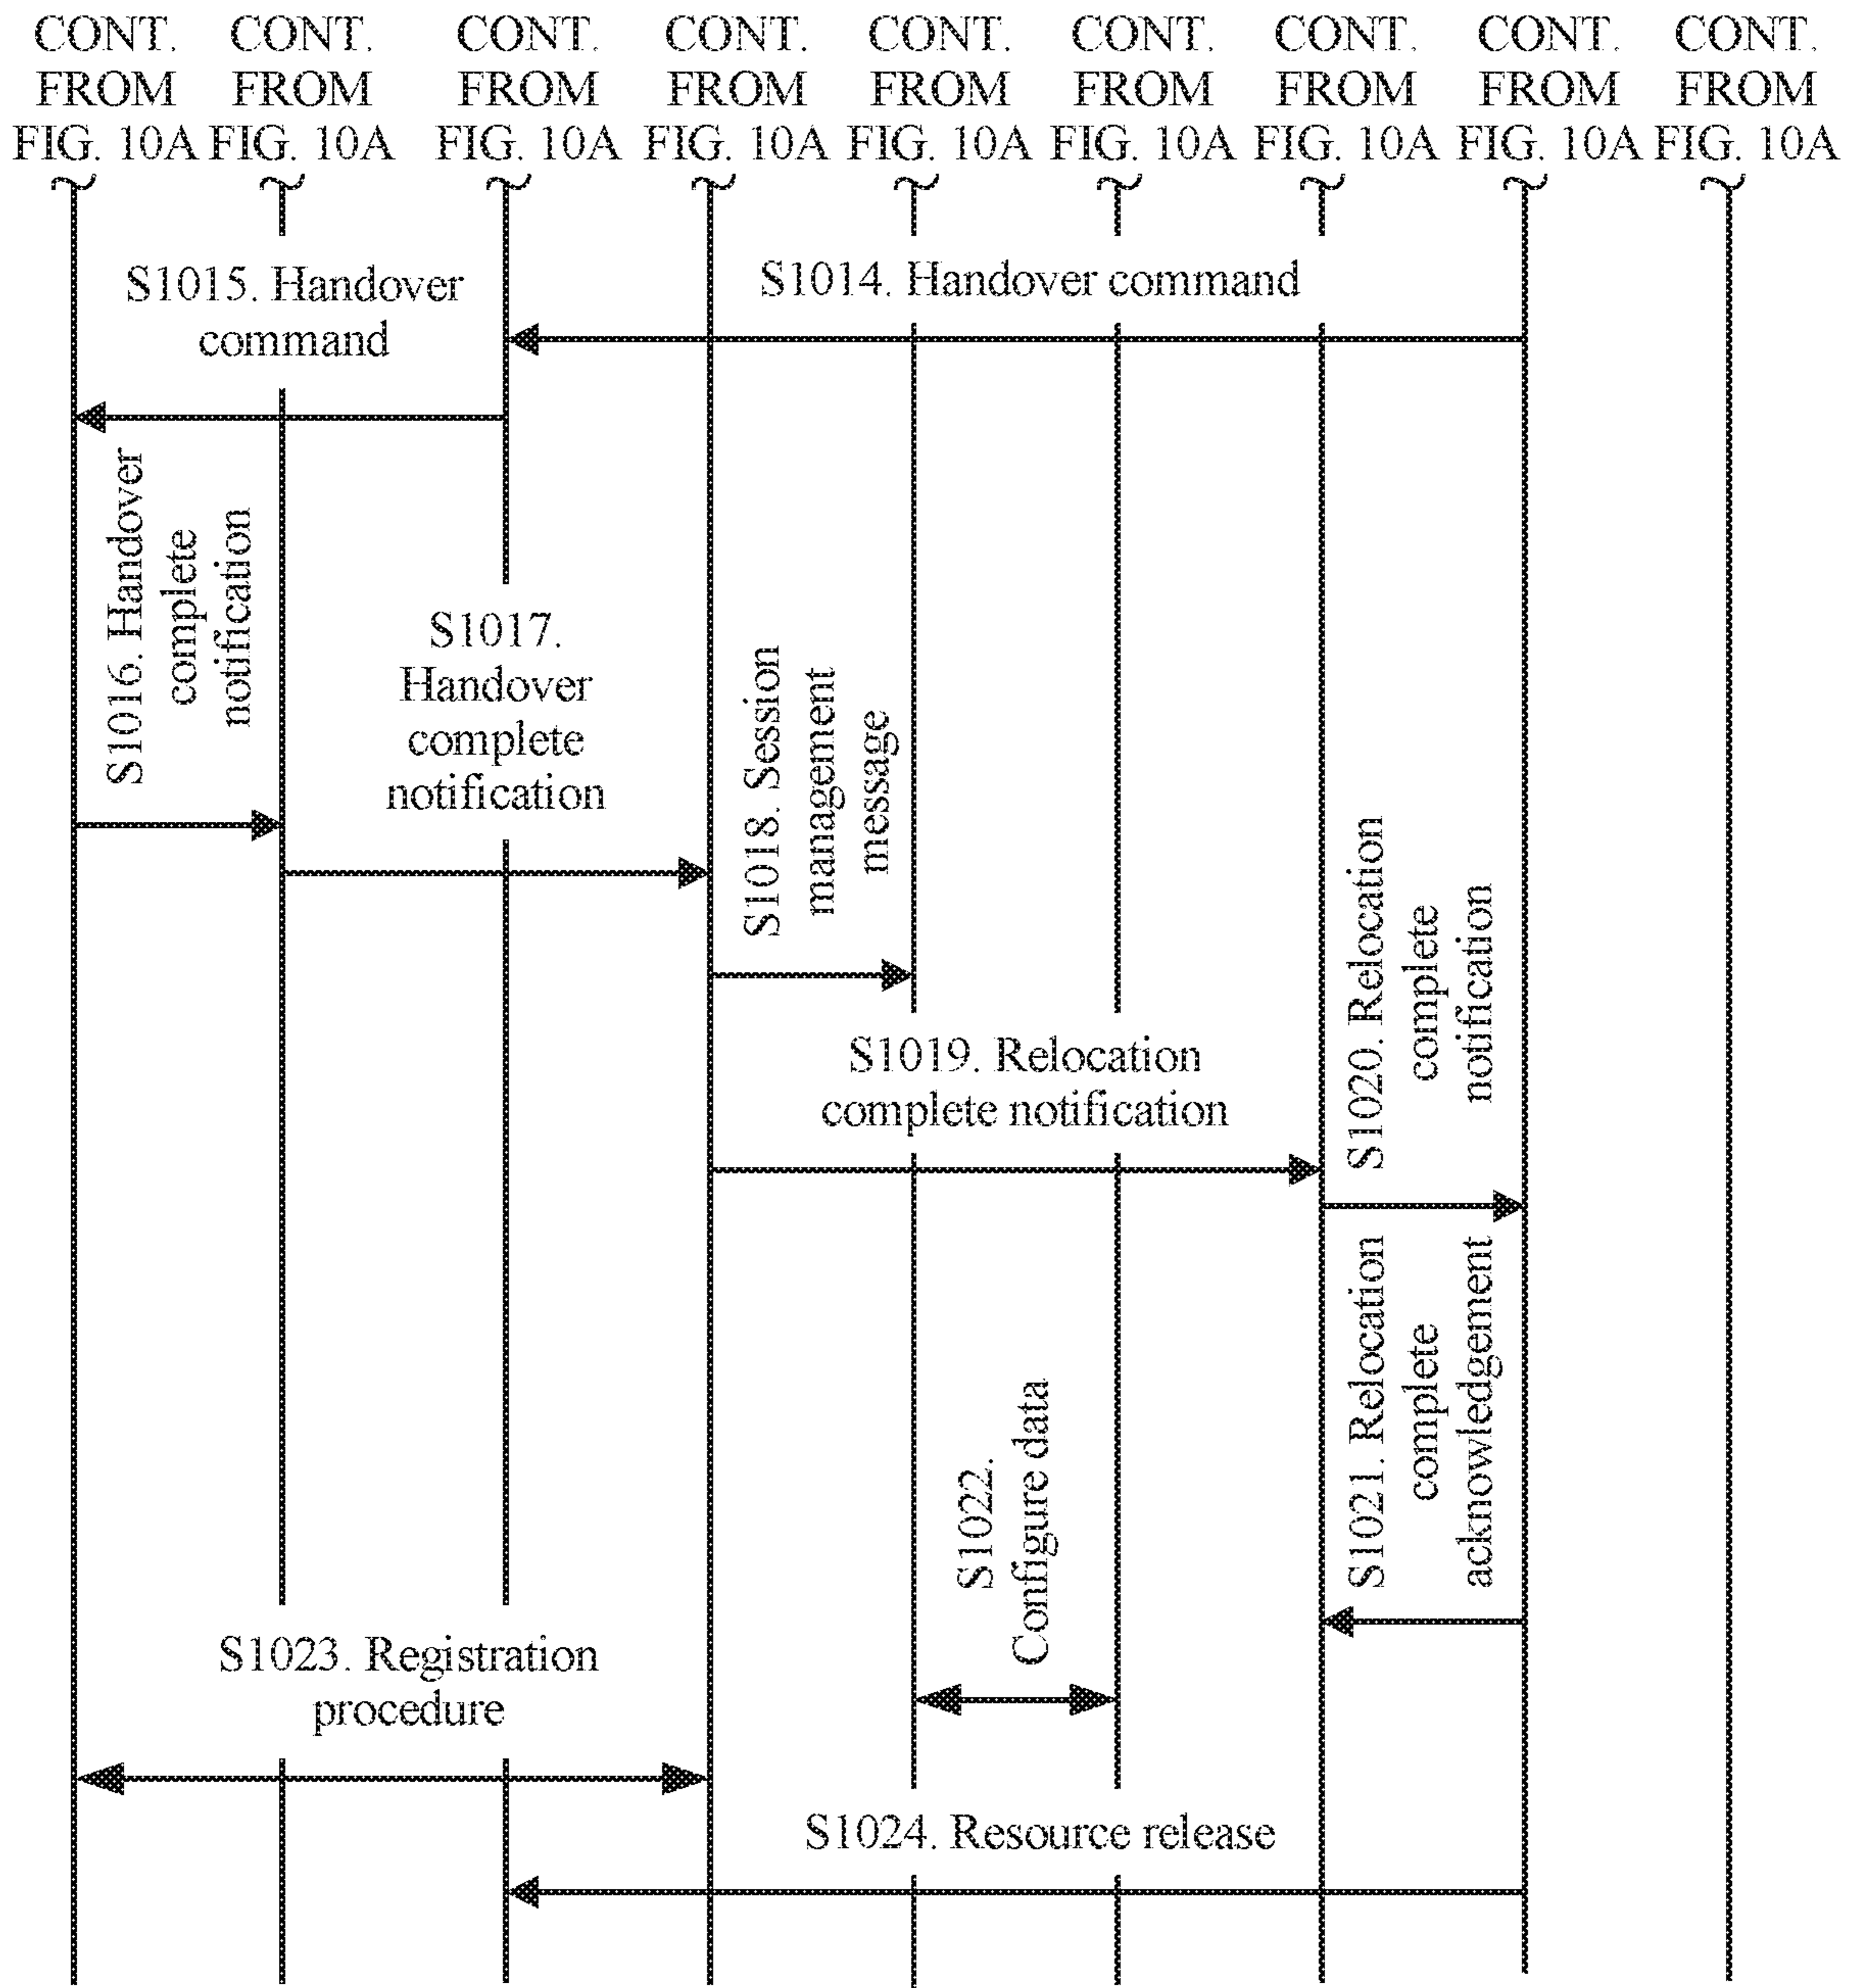 CONT. CONT. CONT. CONT. CONT. CONT. CONT. CONT. CONT.
FROM FROM FROM FROM FROM FROM FROM FROM FROM
FIG. 10A FIG. 10A FIG. 10A FIG. 10A FIG. 10A FIG. 10A FIG. 10A FIG. 10A FIG. 10A
S1014. Handover command
S1015. Handover
command
S1016. Handover
complete
notification
S1017.
Handover
complete
notification
S1018. Session
management
message
S1019. Relocation
complete notification
S1020. Relocation
complete
notification
S1021. Relocation
complete
acknowledgement
S1022.
Configure data
S1023. Registration
procedure
S1024. Resource release